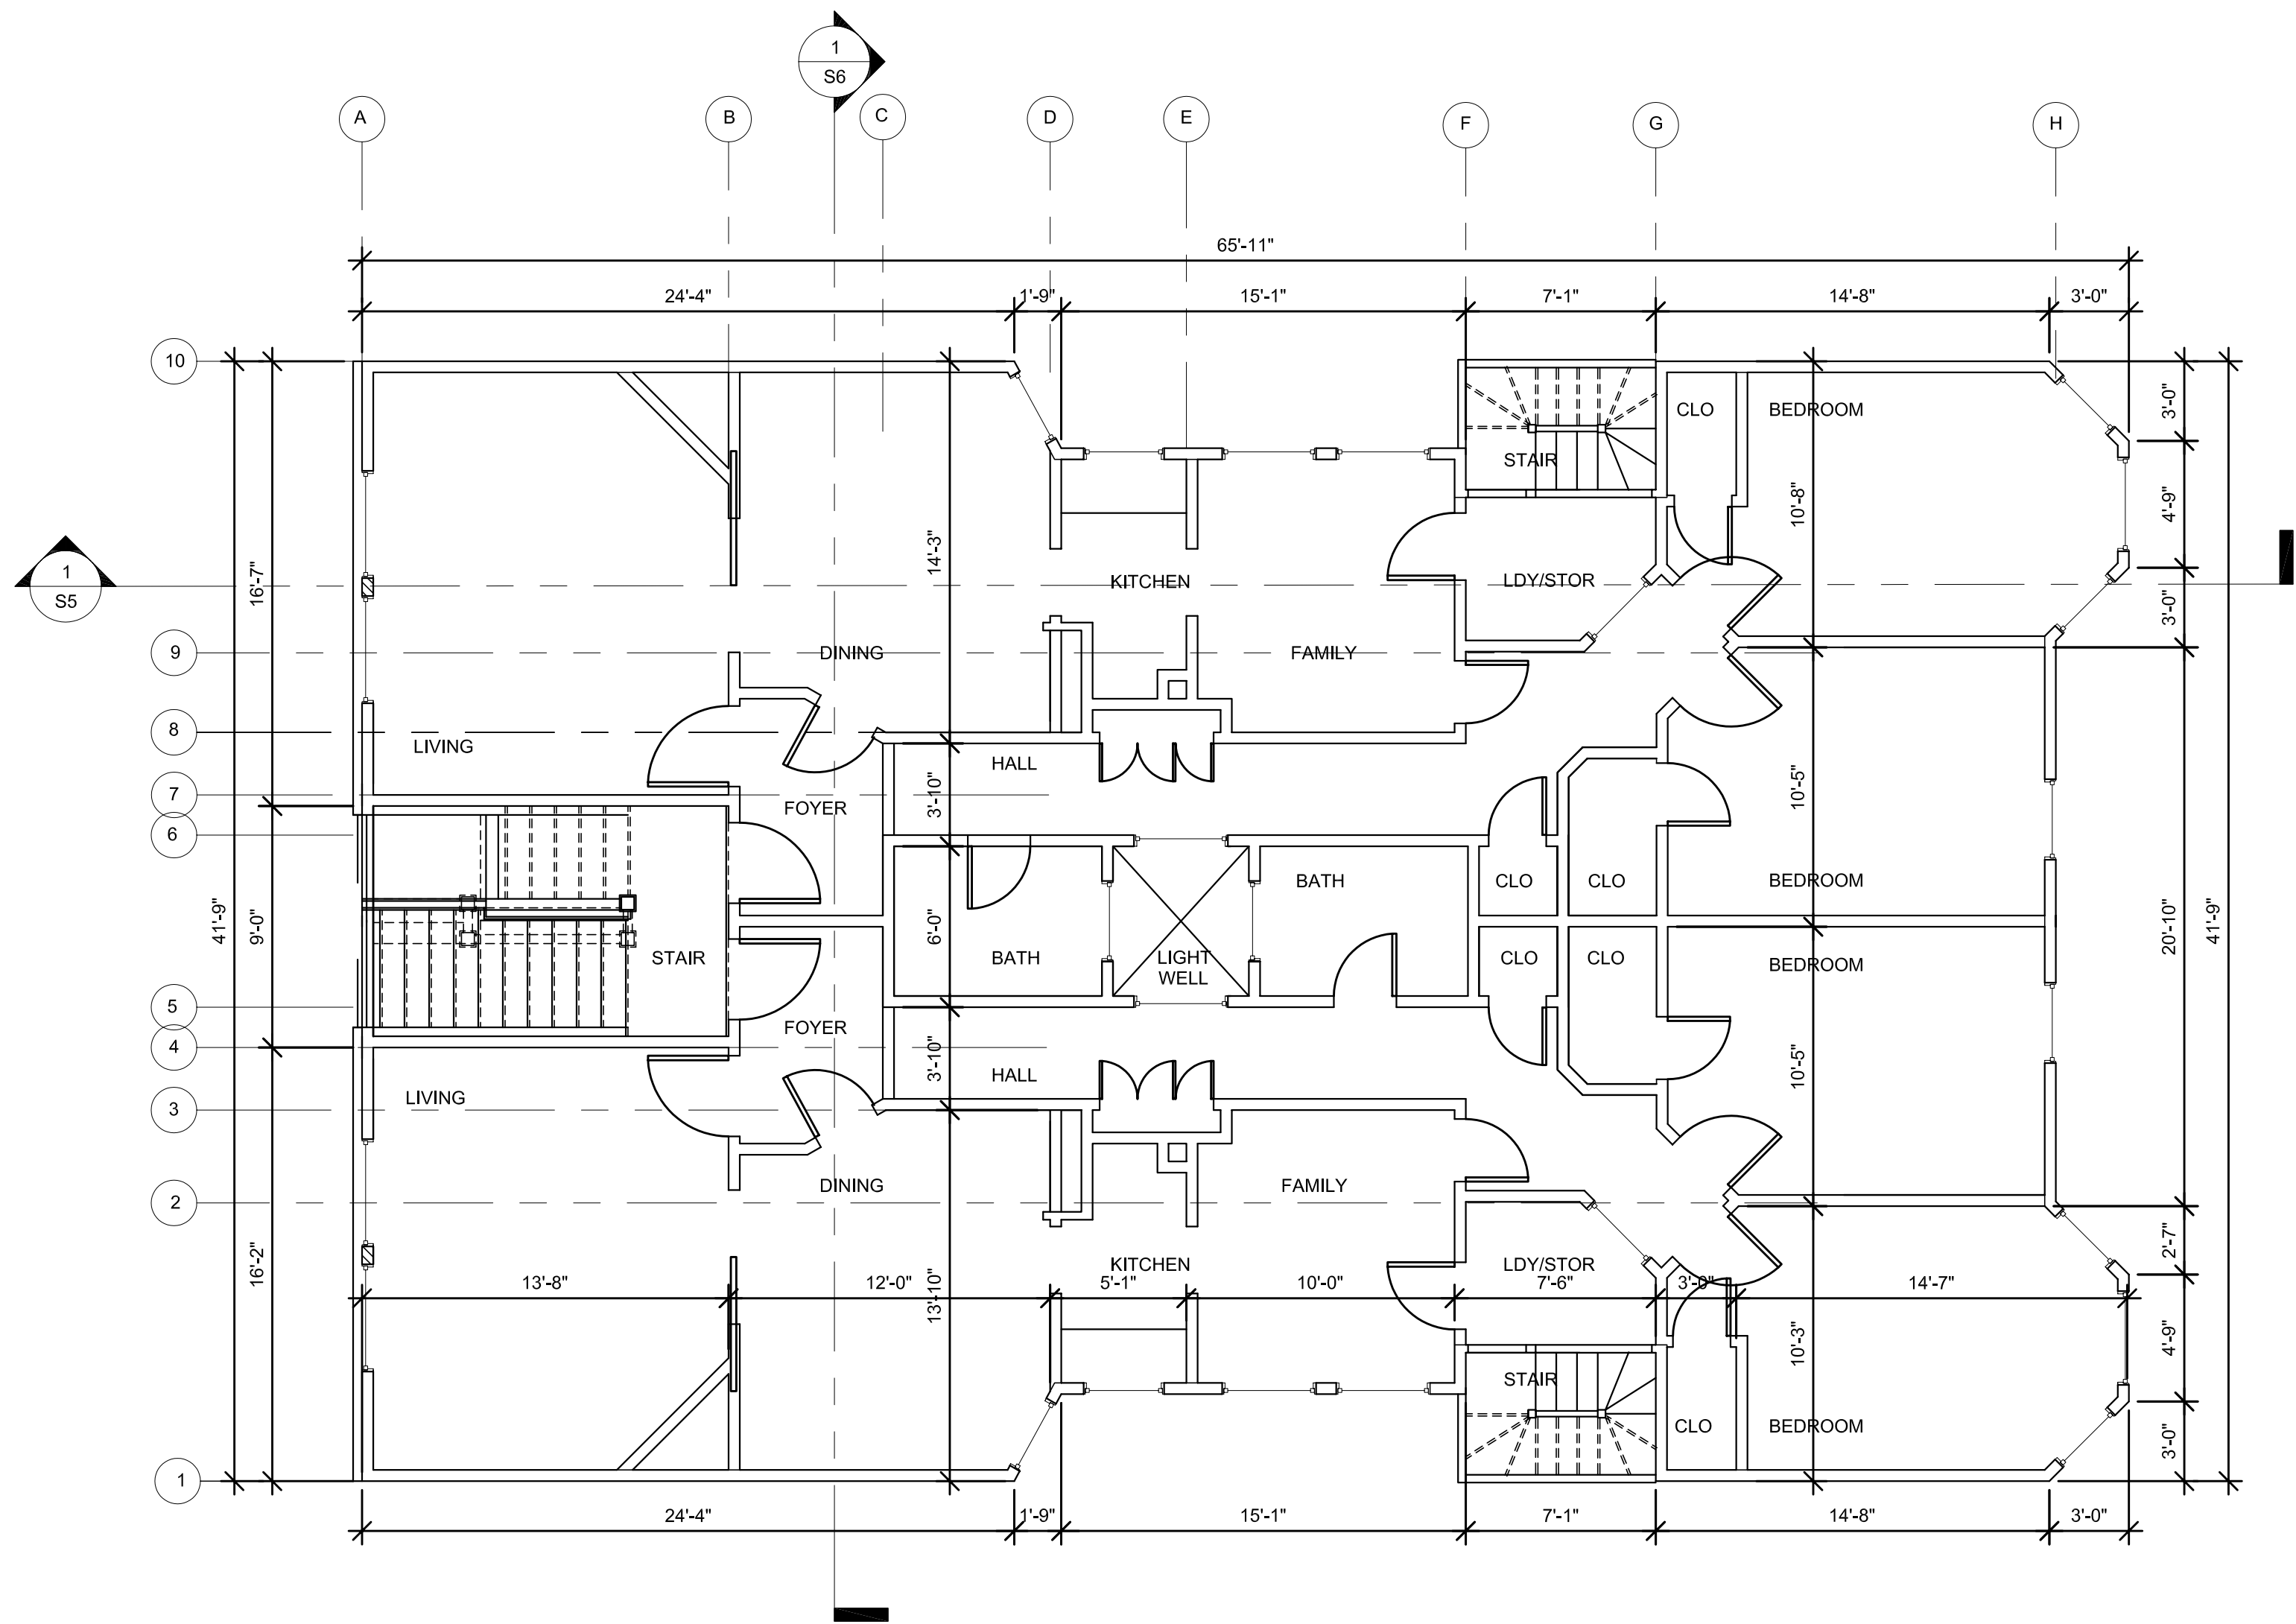 1
S6
A
B
C
D
E
F
G
H
65'-11"
24'-4"
1'-9"
15'-1"
7'-1"
14'-8"
3'-0"
10
CLO
BEDROOM
3'-0"
STAIR
10'-8"
4'-9"
14'-3"
1
S5
16'-7"
KITCHEN
LDY/STOR
3'-0"
9
DINING
FAMILY
8
LIVING
HALL
7
FOYER
3'-10"
10'-5"
6
BATH
CLO
CLO
BEDROOM
41'-9"
9'-0"
6'-0"
20'-10"
41'-9"
STAIR
BATH
LIGHT
WELL
CLO
CLO
BEDROOM
5
FOYER
4
3'-10"
HALL
10'-5"
LIVING
3
2
DINING
FAMILY
16'-2"
KITCHEN
LDY/STOR
2'-7"
13'-8"
12'-0"
13'-10"
5'-1"
10'-0"
7'-6"
3'-0"
14'-7"
10'-3"
4'-9"
STAIR
CLO
BEDROOM
3'-0"
1
24'-4"
1'-9"
15'-1"
7'-1"
14'-8"
3'-0"